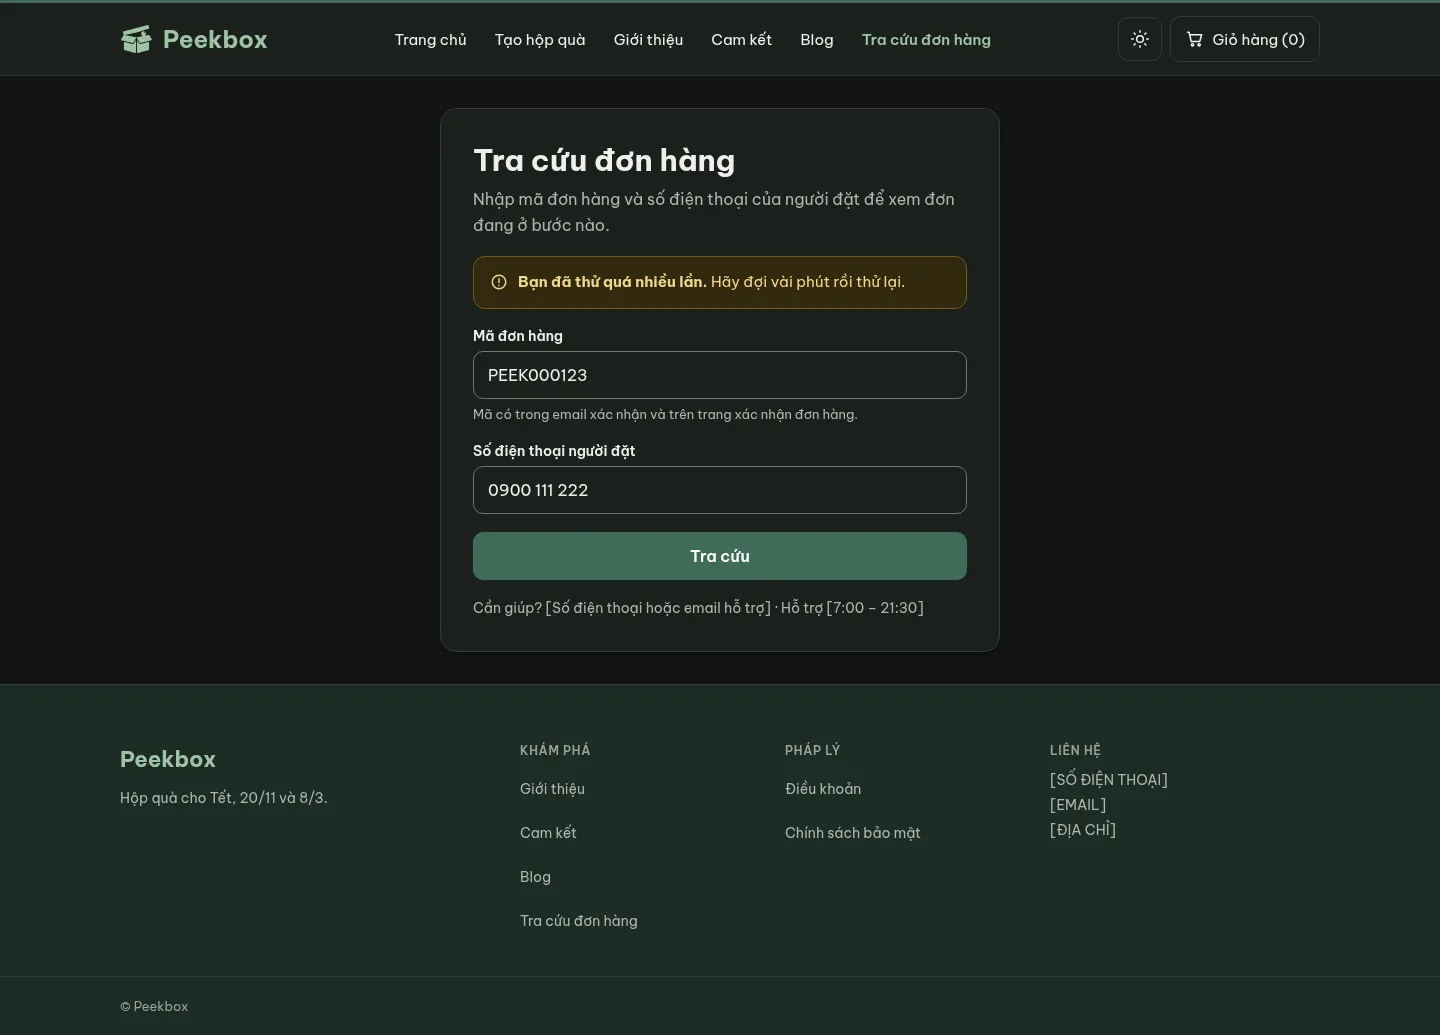 Peekbox
Trang chủ
Tạo hộp quà
Giới thiệu
Cam kết
Blog
Tra cứu đơn hàng
Giỏ hàng (0)
Tra cứu đơn hàng
Nhập mã đơn hàng và số điện thoại của người đặt để xem đơn
đang ở bước nào.
Bạn đã thử quá nhiều lần. Hãy đợi vài phút rồi thử lại.
Mã đơn hàng
PEEK000123
Mã có trong email xác nhận và trên trang xác nhận đơn hàng.
Số điện thoại người đặt
0900 111 222
Tra cứu
Cần giúp? [Số điện thoại hoặc email hỗ trợ] · Hỗ trợ [7:00 – 21:30]
Peekbox
Hộp quà cho Tết, 20/11 và 8/3.
KHÁM PHÁ
Giới thiệu
Cam kết
Blog
Tra cứu đơn hàng
PHÁP LÝ
Điều khoản
Chính sách bảo mật
LIÊN HỆ
[SỐ ĐIỆN THOẠI]
[EMAIL]
[ĐỊA CHỈ]
© Peekbox